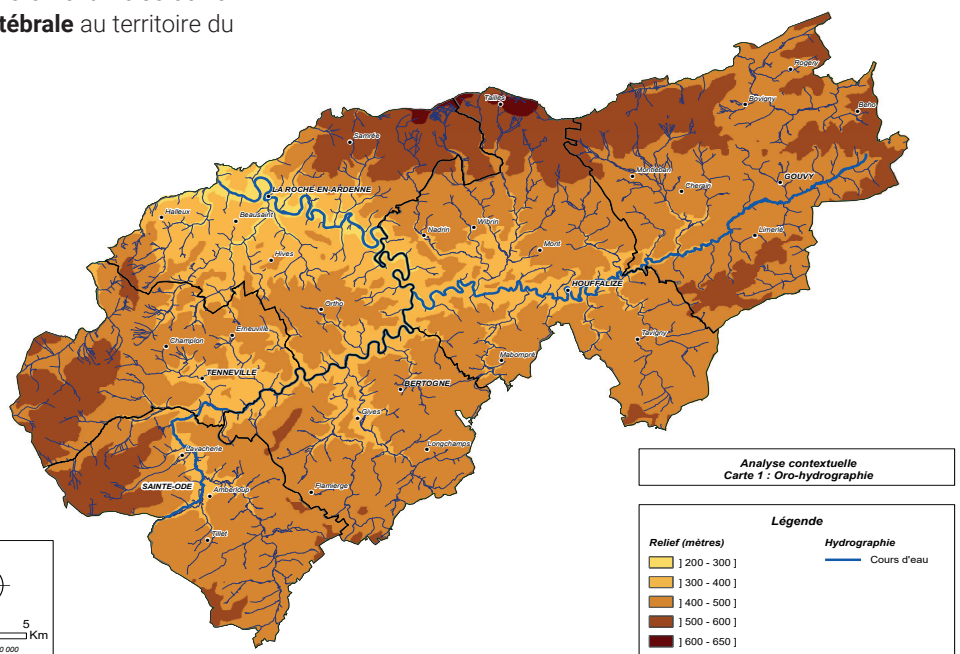 **tébrale** au territoire du
Rogery
Bovigny
Tailles
Beho
Samrée
Montleban
GOUVY
LA ROCHE-EN-ARDENNE
Cherain
Halleux
Beausaint
Wibrin
Nadrin
Limerlé
Mont
Hives
HOUFFALIZE
Ortho
Erneuville
Tavigny
Champion
Mabompré
TENNEVILLE
BERTOGNE
Gives
Longchamps
Lavacherie
SAINTE-ODE
Amberloup
Flamierge
Tillet
Analyse contextuelle
Carte 1 : Oro-hydrographie
Légende
Relief (mètres)
Hydrographie
] 200 - 300 ]
Cours d'eau
] 300 - 400 ]
] 400 - 500 ]
] 500 - 600 ]
] 600 - 650 ]
5
Km